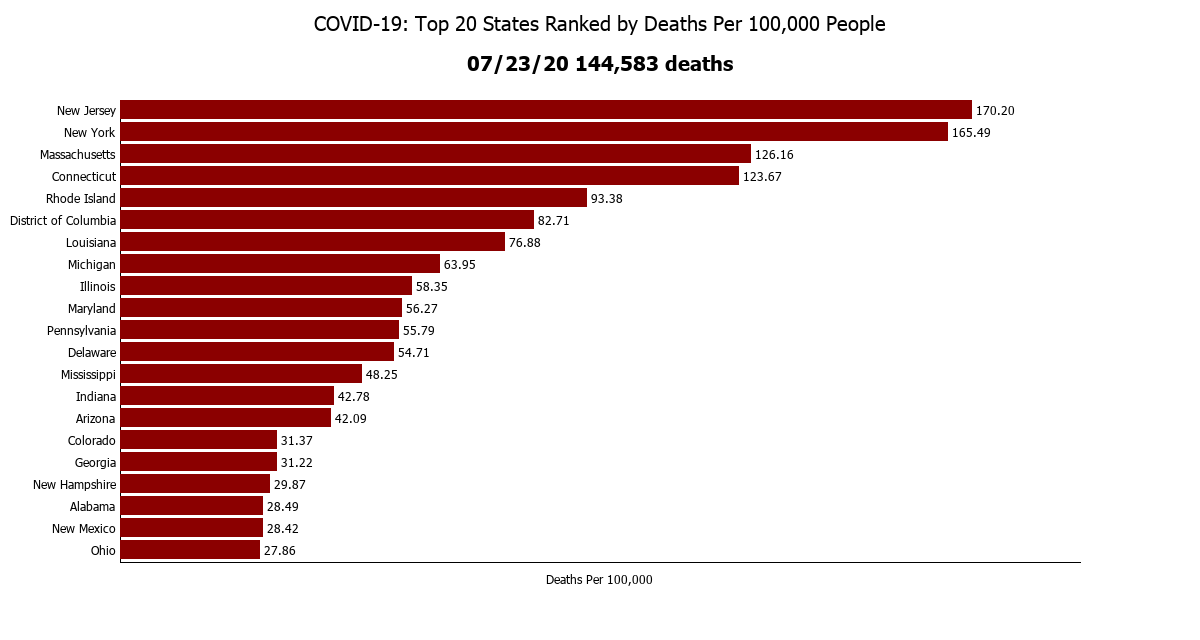 COVID-19: Top 20 States Ranked by Deaths Per 100,000 People
07/23/20 144,583 deaths
New Jersey 170.20
New York 165.49
Massachusetts 126.16
Connecticut 123.67
Rhode Island 93.38
District of Columbia 82.71
Louisiana 76.88
Michigan 63.95
Illinois 58.35
Maryland 56.27
Pennsylvania 55.79
Delaware 54.71
Mississippi 48.25
Indiana 42.78
Arizona 42.09
Colorado 31.37
Georgia 31.22
New Hampshire 29.87
Alabama 28.49
New Mexico 28.42
Ohio 27.86
Deaths Per 100,000